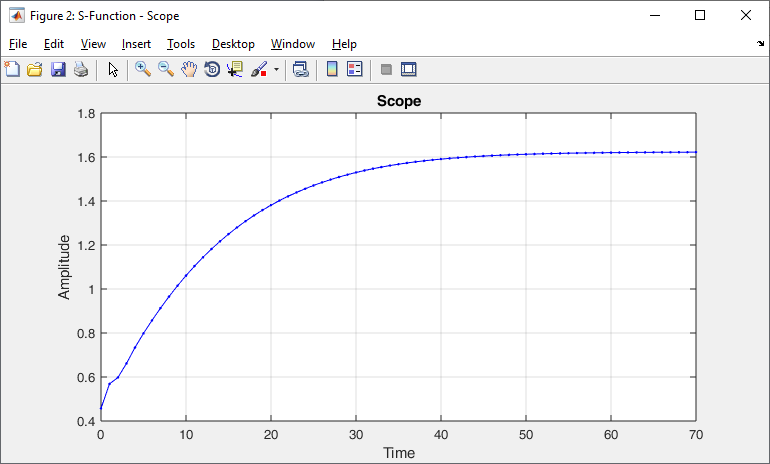 Figure 2: S-Function - Scope
File Edit View Insert Tools Desktop Window Help
Scope
1.8
1.6
1.4
1.2
1
0.8
0.6
0.4
Amplitude
0 10 20 30 40 50 60 70
Time